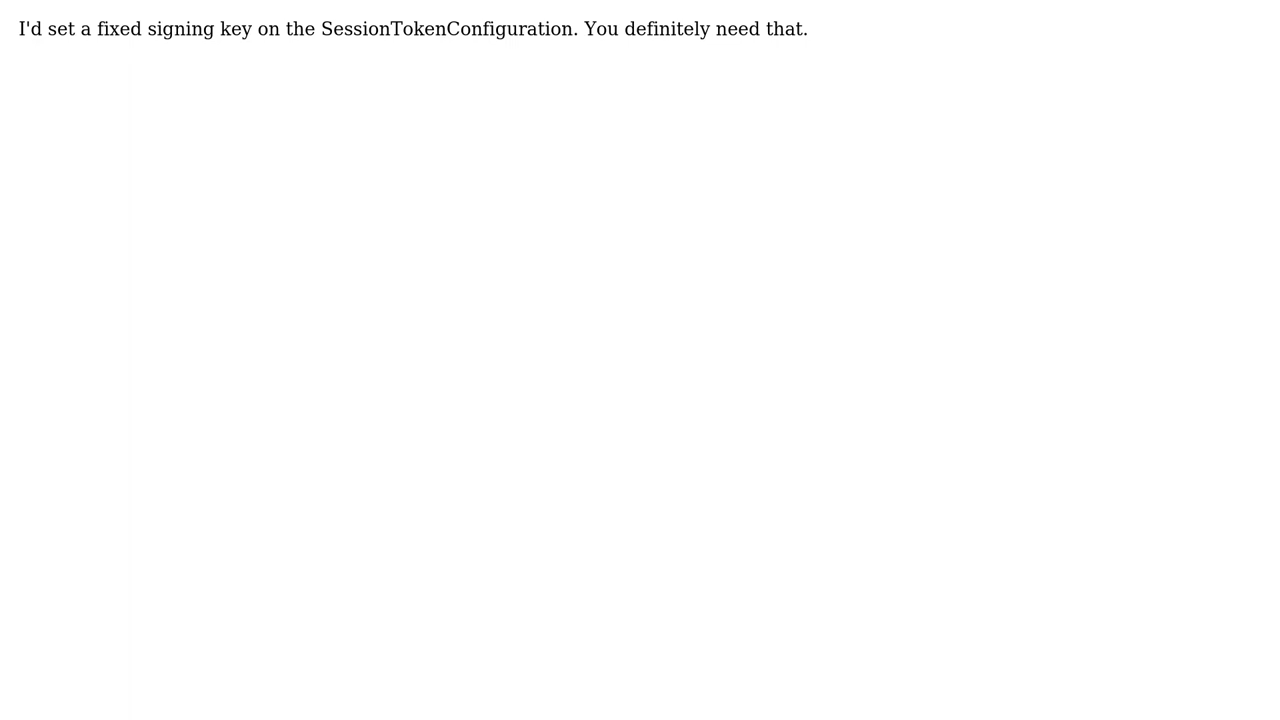 I'd set a fixed signing key on the SessionTokenConfiguration. You definitely need that.